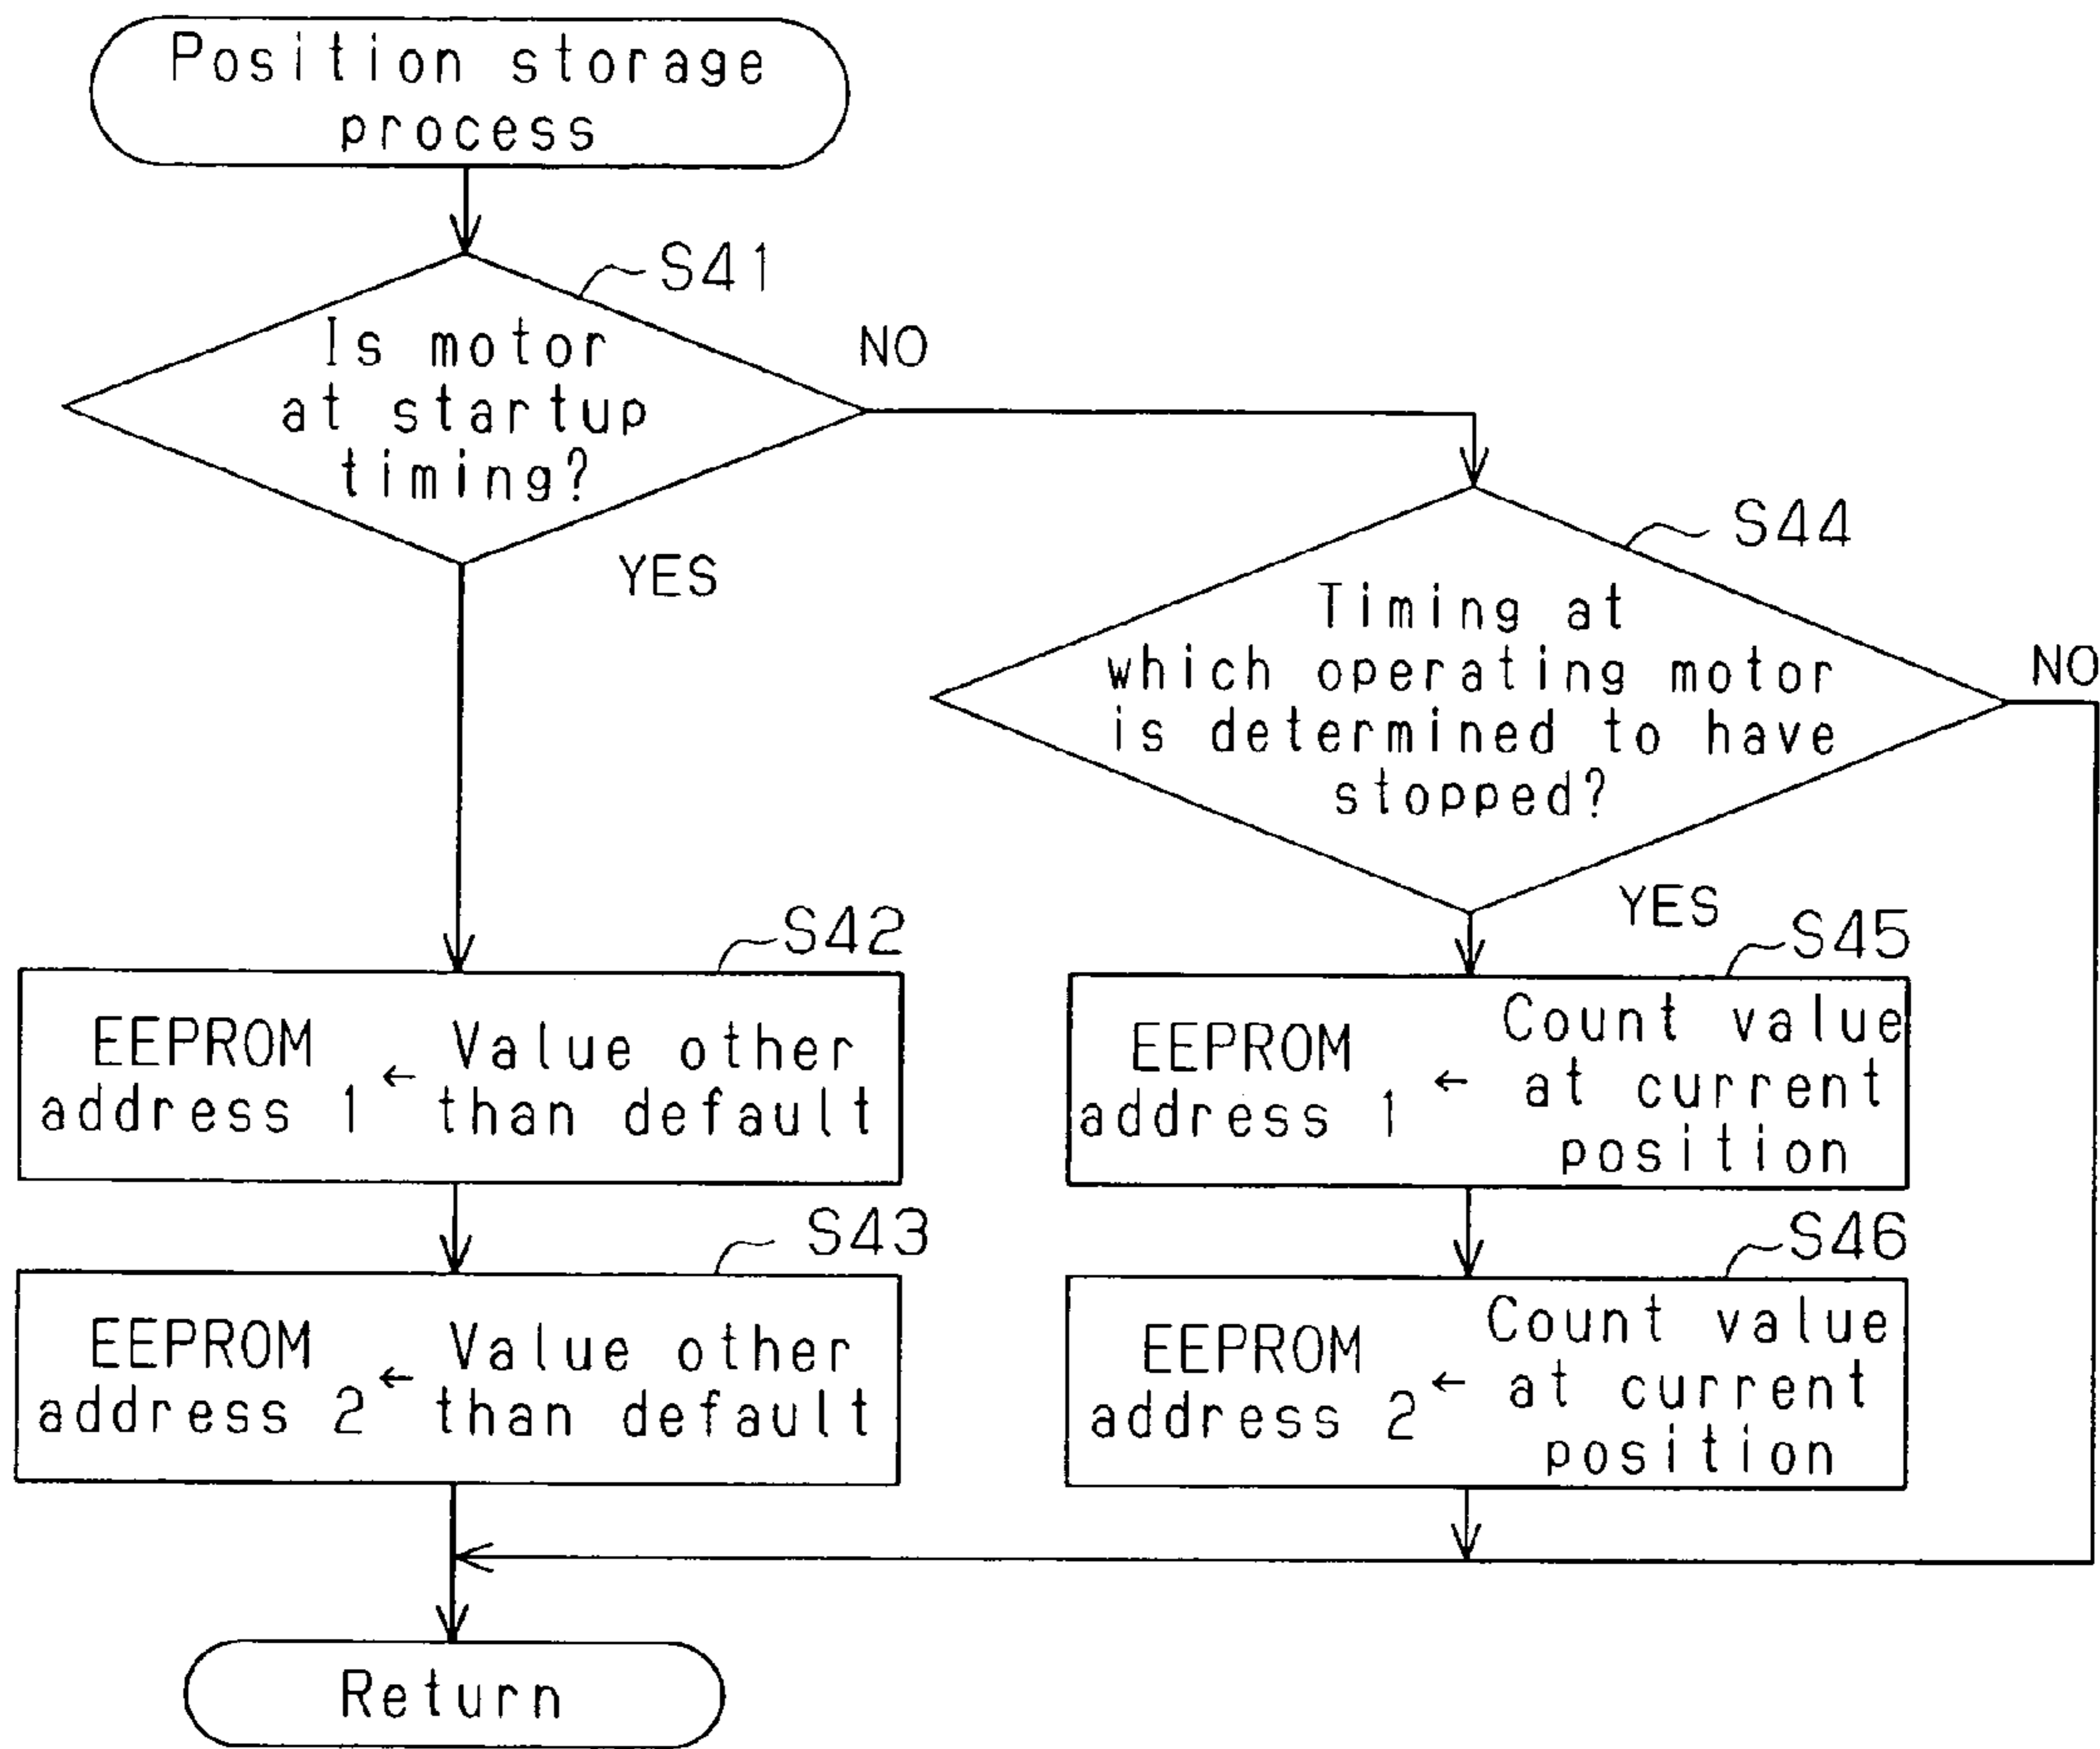 Position storage
process
S41
Is motor
at startup
timing?
NO
YES
S44
Timing at
which operating motor
is determined to have
stopped?
NO
YES
S42
EEPROM
address 1
←
Value other
than default
S43
EEPROM
address 2
←
Value other
than default
S45
EEPROM
address 1
←
Count value
at current
position
S46
EEPROM
address 2
←
Count value
at current
position
Return